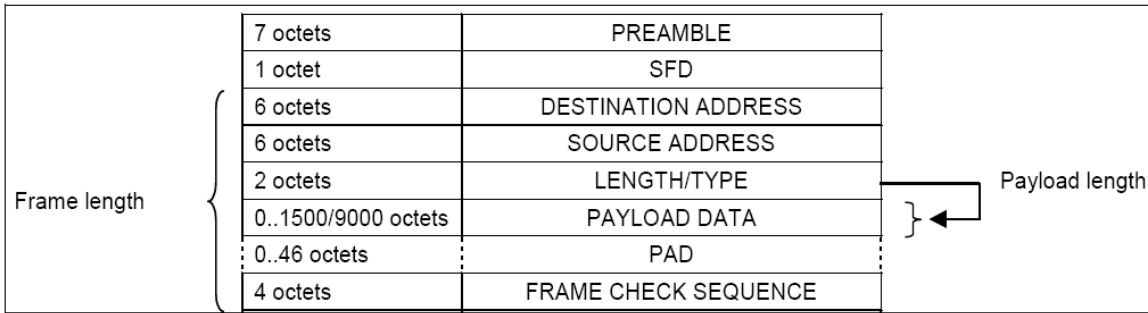 7 octets PREAMBLE
1 octet SFD
6 octets DESTINATION ADDRESS
6 octets SOURCE ADDRESS
2 octets LENGTH/TYPE Payload length
Frame length
0..1500/9000 octets PAYLOAD DATA
0..46 octets PAD
4 octets FRAME CHECK SEQUENCE